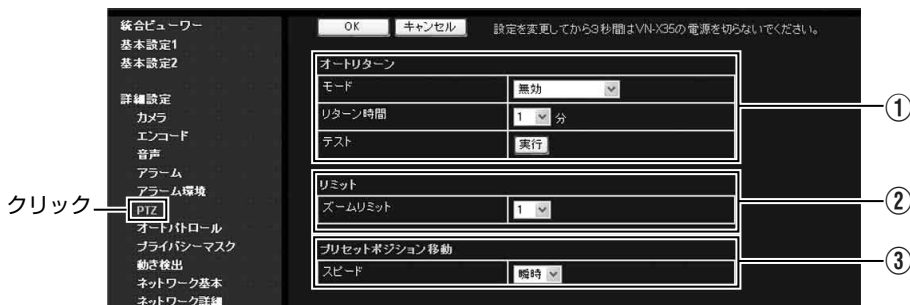 統合ビューワー
基本設定1
基本設定2
詳細設定
カメラ
エンコード
音声
アラーム
アラーム環境
PTZ
オートパトロール
プライバシーマスク
動き検出
ネットワーク基本
ネットワーク詳細
クリック
OK キャンセル 設定を変更してから3秒間はVN-X35の電源を切らないでください。
オートリターン
モード 無効
リターン時間 1 分
テスト 実行
①
リミット
ズームリミット 1
②
プリセットポジション移動
スピード 瞬時
③